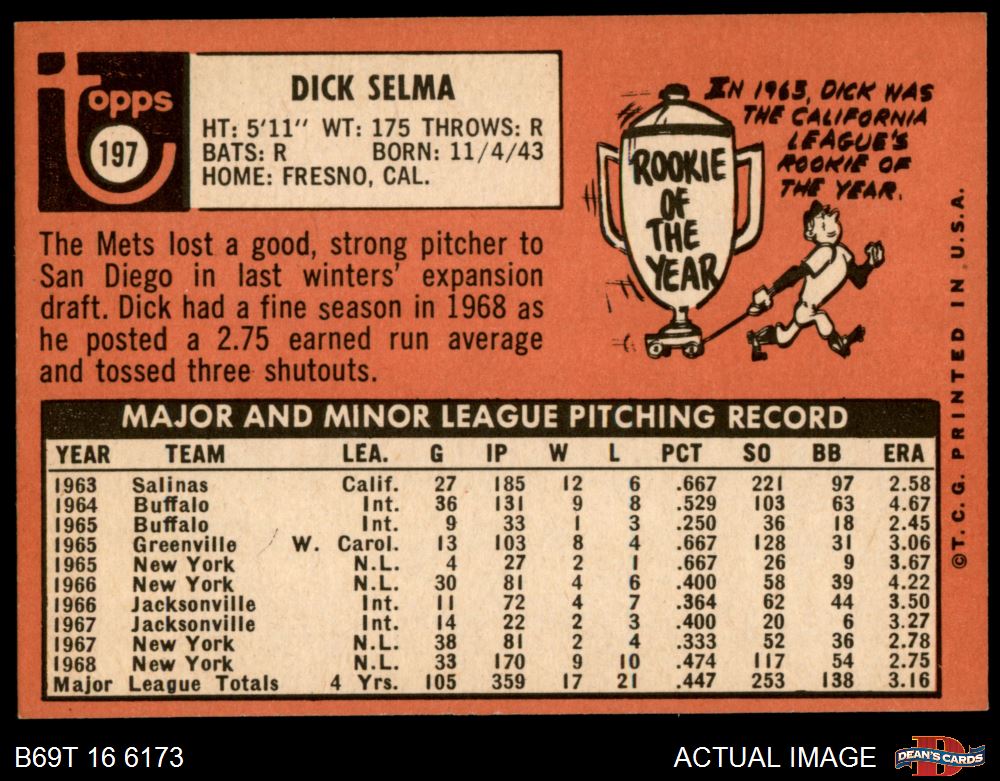 Topps
197
DICK SELMA
HT: 5'11" WT: 175 THROWS: R
BATS: R BORN: 11/4/43
HOME: FRESNO, CAL.
The Mets lost a good, strong pitcher to
San Diego in last winters' expansion
draft. Dick had a fine season in 1968 as
he posted a 2.75 earned run average
and tossed three shutouts.
IN 1963, DICK WAS
THE CALIFORNIA
LEAGUE'S
ROOKIE OF
THE YEAR.
ROOKIE
OF
THE
YEAR
©T.C.G. PRINTED IN U.S.A.
MAJOR AND MINOR LEAGUE PITCHING RECORD
YEAR TEAM LEA. G IP W L PCT SO BB ERA
1963 Salinas Calif. 27 185 12 6 .667 221 97 2.58
1964 Buffalo Int. 36 131 9 8 .529 103 63 4.67
1965 Buffalo Int. 9 33 1 3 .250 36 18 2.45
1965 Greenville W. Carol. 13 103 8 4 .667 128 31 3.06
1965 New York N.L. 4 27 2 1 .667 26 9 3.67
1966 New York N.L. 30 81 4 6 .400 58 39 4.22
1966 Jacksonville Int. 11 72 4 7 .364 62 44 3.50
1967 Jacksonville Int. 14 22 2 3 .400 20 6 3.27
1967 New York N.L. 38 81 2 4 .333 52 36 2.78
1968 New York N.L. 33 170 9 10 .474 117 54 2.75
Major League Totals 4 Yrs. 105 359 17 21 .447 253 138 3.16
B69T 16 6173
ACTUAL IMAGE
DEAN'S CARDS